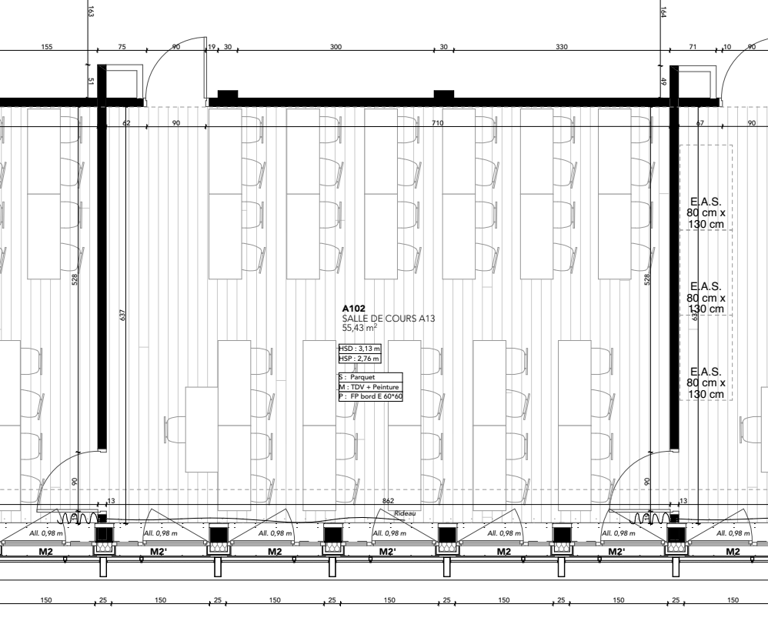 163
164
155
75
90
19
30
300
30
330
71
10
90
51
49
62
90
710
67
90
E.A.S.
80 cm x
130 cm
528
528
637
E.A.S.
80 cm x
130 cm
A102
SALLE DE COURS A13
55,43 m²
HSD : 3,13 m
HSP : 2,76 m
S : Parquet
M : TDV + Peinture
P : FP bord E 60*60
E.A.S.
80 cm x
130 cm
90
90
13
862
13
Rideau
All. 0,98 m
All. 0,98 m
All. 0,98 m
All. 0,98 m
All. 0,98 m
All. 0,98 m
All. 0,98 m
M2
M2'
M2
M2'
M2
M2'
M2
150
25
150
25
150
25
150
25
150
25
150
25
150